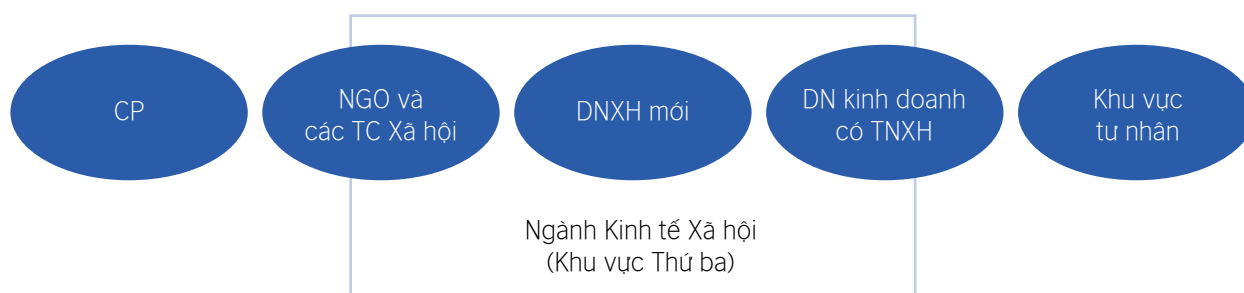 CP
NGO và
các TC Xã hội
DNXH mới
DN kinh doanh
có TNXH
Khu vực
tư nhân
Ngành Kinh tế Xã hội
(Khu vực Thứ ba)